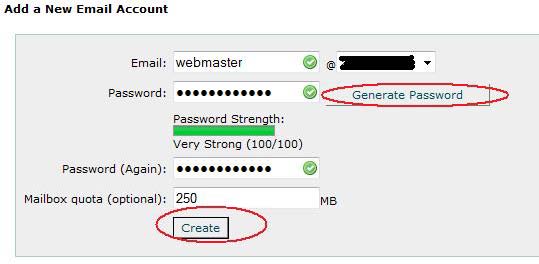 Add a New Email Account
Email: webmaster @
Password: ●●●●●●●●●●●● Generate Password
Password Strength:
Very Strong (100/100)
Password (Again): ●●●●●●●●●●●●
Mailbox quota (optional): 250 MB
Create